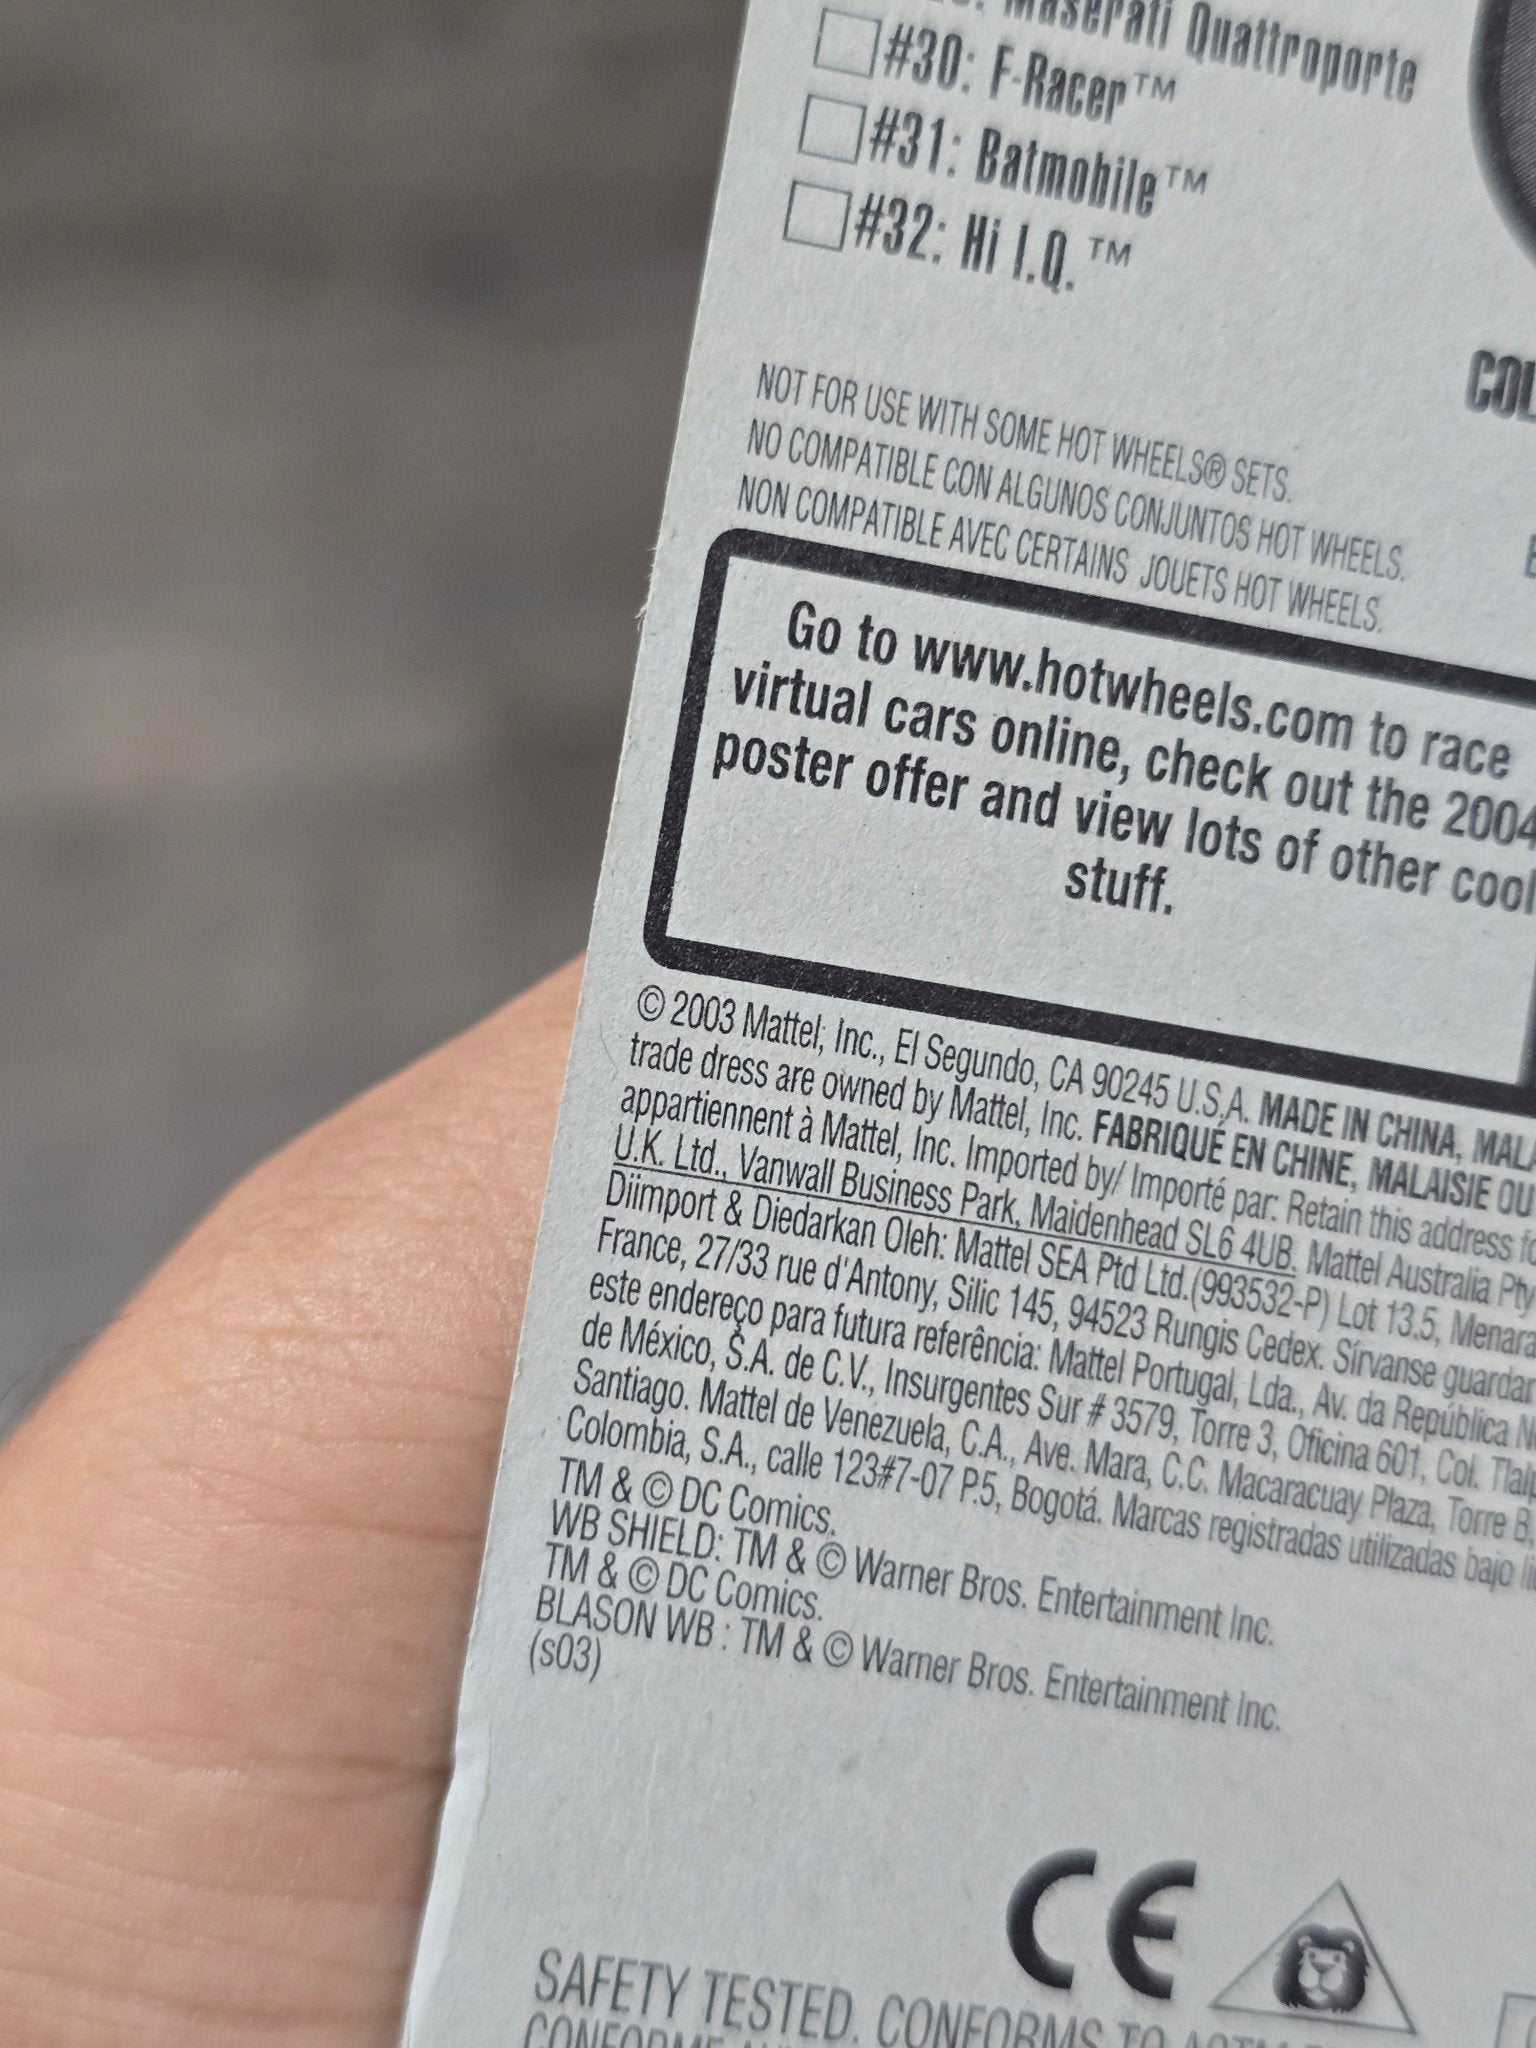 Maserati Quattroporte
#30: F-Racer™
#31: Batmobile™
#32: Hi I.Q.™
NOT FOR USE WITH SOME HOT WHEELS® SETS.
NO COMPATIBLE CON ALGUNOS CONJUNTOS HOT WHEELS.
NON COMPATIBLE AVEC CERTAINS JOUETS HOT WHEELS.
Go to www.hotwheels.com to race
virtual cars online, check out the 2004
poster offer and view lots of other cool
stuff.
© 2003 Mattel, Inc., El Segundo, CA 90245 U.S.A. MADE IN CHINA,
trade dress are owned by Mattel, Inc. FABRIQUÉ EN CHINE, MALAISIE OU
appartiennent à Mattel, Inc. Imported by/ Importé par: Retain this address
U.K. Ltd., Vanwall Business Park, Maidenhead SL6 4UB. Mattel Australia Pty
Diimport & Diedarkan Oleh: Mattel SEA Ptd Ltd.(993532-P) Lot 13.5, Menara
France, 27/33 rue d'Antony, Silic 145, 94523 Rungis Cedex. Sírvanse guardar
este endereço para futura referência: Mattel Portugal, Lda., Av. da República
de México, S.A. de C.V., Insurgentes Sur # 3579, Torre 3, Oficina 601, Col.
Santiago. Mattel de Venezuela, C.A., Ave. Mara, C.C. Macaracuay Plaza, Torre B,
Colombia, S.A., calle 123#7-07 P.5, Bogotá. Marcas registradas utilizadas bajo
TM & © DC Comics.
WB SHIELD: TM & © Warner Bros. Entertainment Inc.
TM & © DC Comics.
BLASON WB : TM & © Warner Bros. Entertainment Inc.
(s03)
CE
SAFETY TESTED. CONFORMS TO